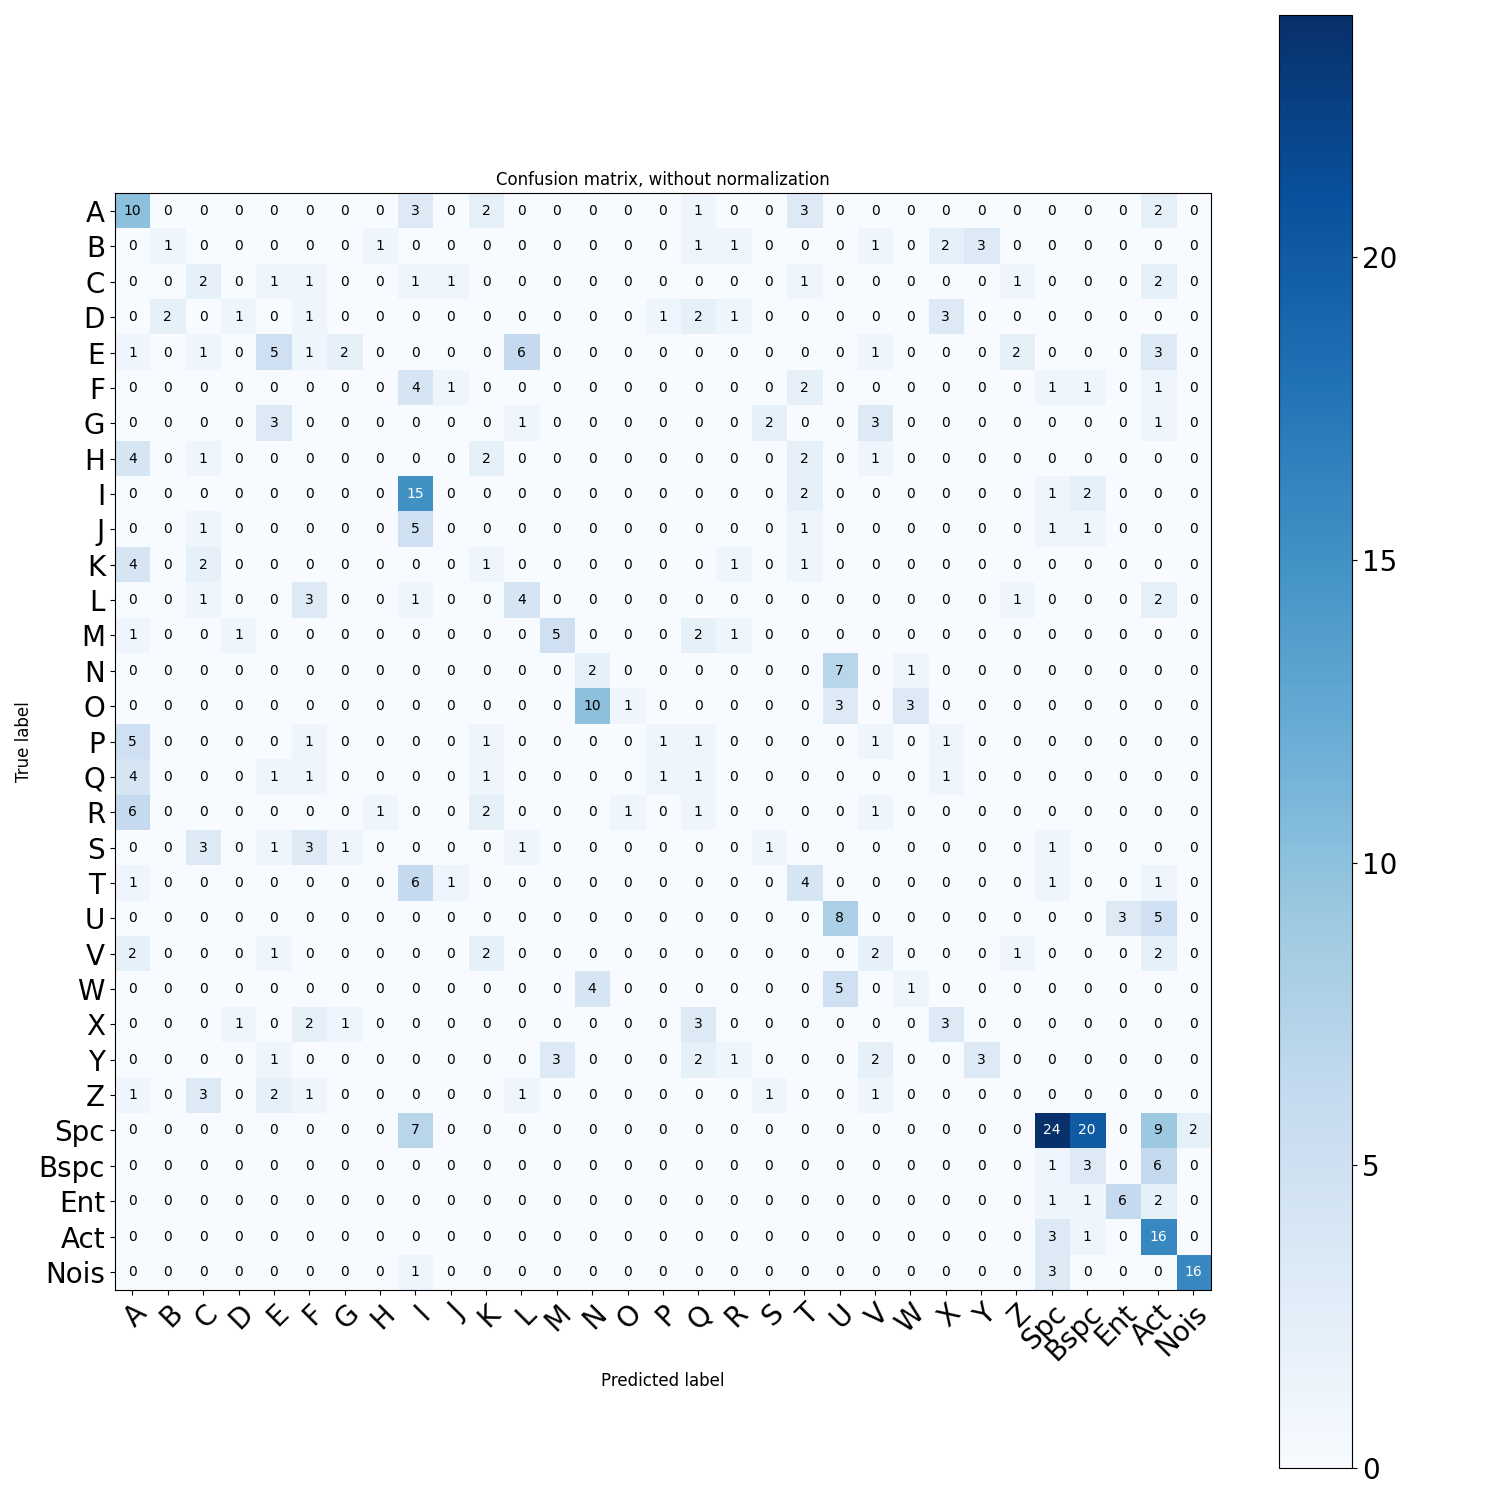 Confusion matrix, without normalization
A 10 0 0 0 0 0 0 0 3 0 2 0 0 0 0 0 1 0 0 3 0 0 0 0 0 0 0 0 0 2 0
B 0 1 0 0 0 0 0 1 0 0 0 0 0 0 0 0 1 1 0 0 0 1 0 2 3 0 0 0 0 0 0
C 0 0 2 0 1 1 0 0 1 1 0 0 0 0 0 0 0 0 0 1 0 0 0 0 0 1 0 0 0 2 0
D 0 2 0 1 0 1 0 0 0 0 0 0 0 0 0 1 2 1 0 0 0 0 0 3 0 0 0 0 0 0 0
E 1 0 1 0 5 1 2 0 0 0 0 6 0 0 0 0 0 0 0 0 0 1 0 0 0 2 0 0 0 3 0
F 0 0 0 0 0 0 0 0 4 1 0 0 0 0 0 0 0 0 0 2 0 0 0 0 0 0 1 1 0 1 0
G 0 0 0 0 3 0 0 0 0 0 0 1 0 0 0 0 0 0 2 0 0 3 0 0 0 0 0 0 0 1 0
H 4 0 1 0 0 0 0 0 0 0 2 0 0 0 0 0 0 0 0 2 0 1 0 0 0 0 0 0 0 0 0
I 0 0 0 0 0 0 0 0 15 0 0 0 0 0 0 0 0 0 0 2 0 0 0 0 0 0 1 2 0 0 0
J 0 0 1 0 0 0 0 0 5 0 0 0 0 0 0 0 0 0 0 1 0 0 0 0 0 0 1 1 0 0 0
K 4 0 2 0 0 0 0 0 0 0 1 0 0 0 0 0 0 1 0 1 0 0 0 0 0 0 0 0 0 0 0
L 0 0 1 0 0 3 0 0 1 0 0 4 0 0 0 0 0 0 0 0 0 0 0 0 0 1 0 0 0 2 0
M 1 0 0 1 0 0 0 0 0 0 0 0 5 0 0 0 2 1 0 0 0 0 0 0 0 0 0 0 0 0 0
N 0 0 0 0 0 0 0 0 0 0 0 0 0 2 0 0 0 0 0 0 7 0 1 0 0 0 0 0 0 0 0
O 0 0 0 0 0 0 0 0 0 0 0 0 0 10 1 0 0 0 0 0 3 0 3 0 0 0 0 0 0 0 0
P 5 0 0 0 0 1 0 0 0 0 1 0 0 0 0 1 1 0 0 0 0 1 0 1 0 0 0 0 0 0 0
Q 4 0 0 0 1 1 0 0 0 0 1 0 0 0 0 1 1 0 0 0 0 0 0 1 0 0 0 0 0 0 0
R 6 0 0 0 0 0 0 1 0 0 2 0 0 0 1 0 1 0 0 0 0 1 0 0 0 0 0 0 0 0 0
S 0 0 3 0 1 3 1 0 0 0 0 1 0 0 0 0 0 0 1 0 0 0 0 0 0 0 1 0 0 0 0
T 1 0 0 0 0 0 0 0 6 1 0 0 0 0 0 0 0 0 0 4 0 0 0 0 0 0 1 0 0 1 0
U 0 0 0 0 0 0 0 0 0 0 0 0 0 0 0 0 0 0 0 0 8 0 0 0 0 0 0 0 3 5 0
V 2 0 0 0 1 0 0 0 0 0 2 0 0 0 0 0 0 0 0 0 0 2 0 0 0 1 0 0 0 2 0
W 0 0 0 0 0 0 0 0 0 0 0 0 0 4 0 0 0 0 0 0 5 0 1 0 0 0 0 0 0 0 0
X 0 0 0 1 0 2 1 0 0 0 0 0 0 0 0 0 3 0 0 0 0 0 0 3 0 0 0 0 0 0 0
Y 0 0 0 0 1 0 0 0 0 0 0 0 3 0 0 0 2 1 0 0 0 2 0 0 3 0 0 0 0 0 0
Z 1 0 3 0 2 1 0 0 0 0 0 1 0 0 0 0 0 0 1 0 0 1 0 0 0 0 0 0 0 0 0
Spc 0 0 0 0 0 0 0 0 7 0 0 0 0 0 0 0 0 0 0 0 0 0 0 0 0 0 24 20 0 9 2
Bspc 0 0 0 0 0 0 0 0 0 0 0 0 0 0 0 0 0 0 0 0 0 0 0 0 0 0 1 3 0 6 0
Ent 0 0 0 0 0 0 0 0 0 0 0 0 0 0 0 0 0 0 0 0 0 0 0 0 0 0 1 1 6 2 0
Act 0 0 0 0 0 0 0 0 0 0 0 0 0 0 0 0 0 0 0 0 0 0 0 0 0 0 3 1 0 16 0
Nois 0 0 0 0 0 0 0 0 1 0 0 0 0 0 0 0 0 0 0 0 0 0 0 0 0 0 3 0 0 0 16
A B C D E F G H I J K L M N O P Q R S T U V W X Y Z Spc Bspc Ent Act Nois
Predicted label
True label
20
15
10
5
0